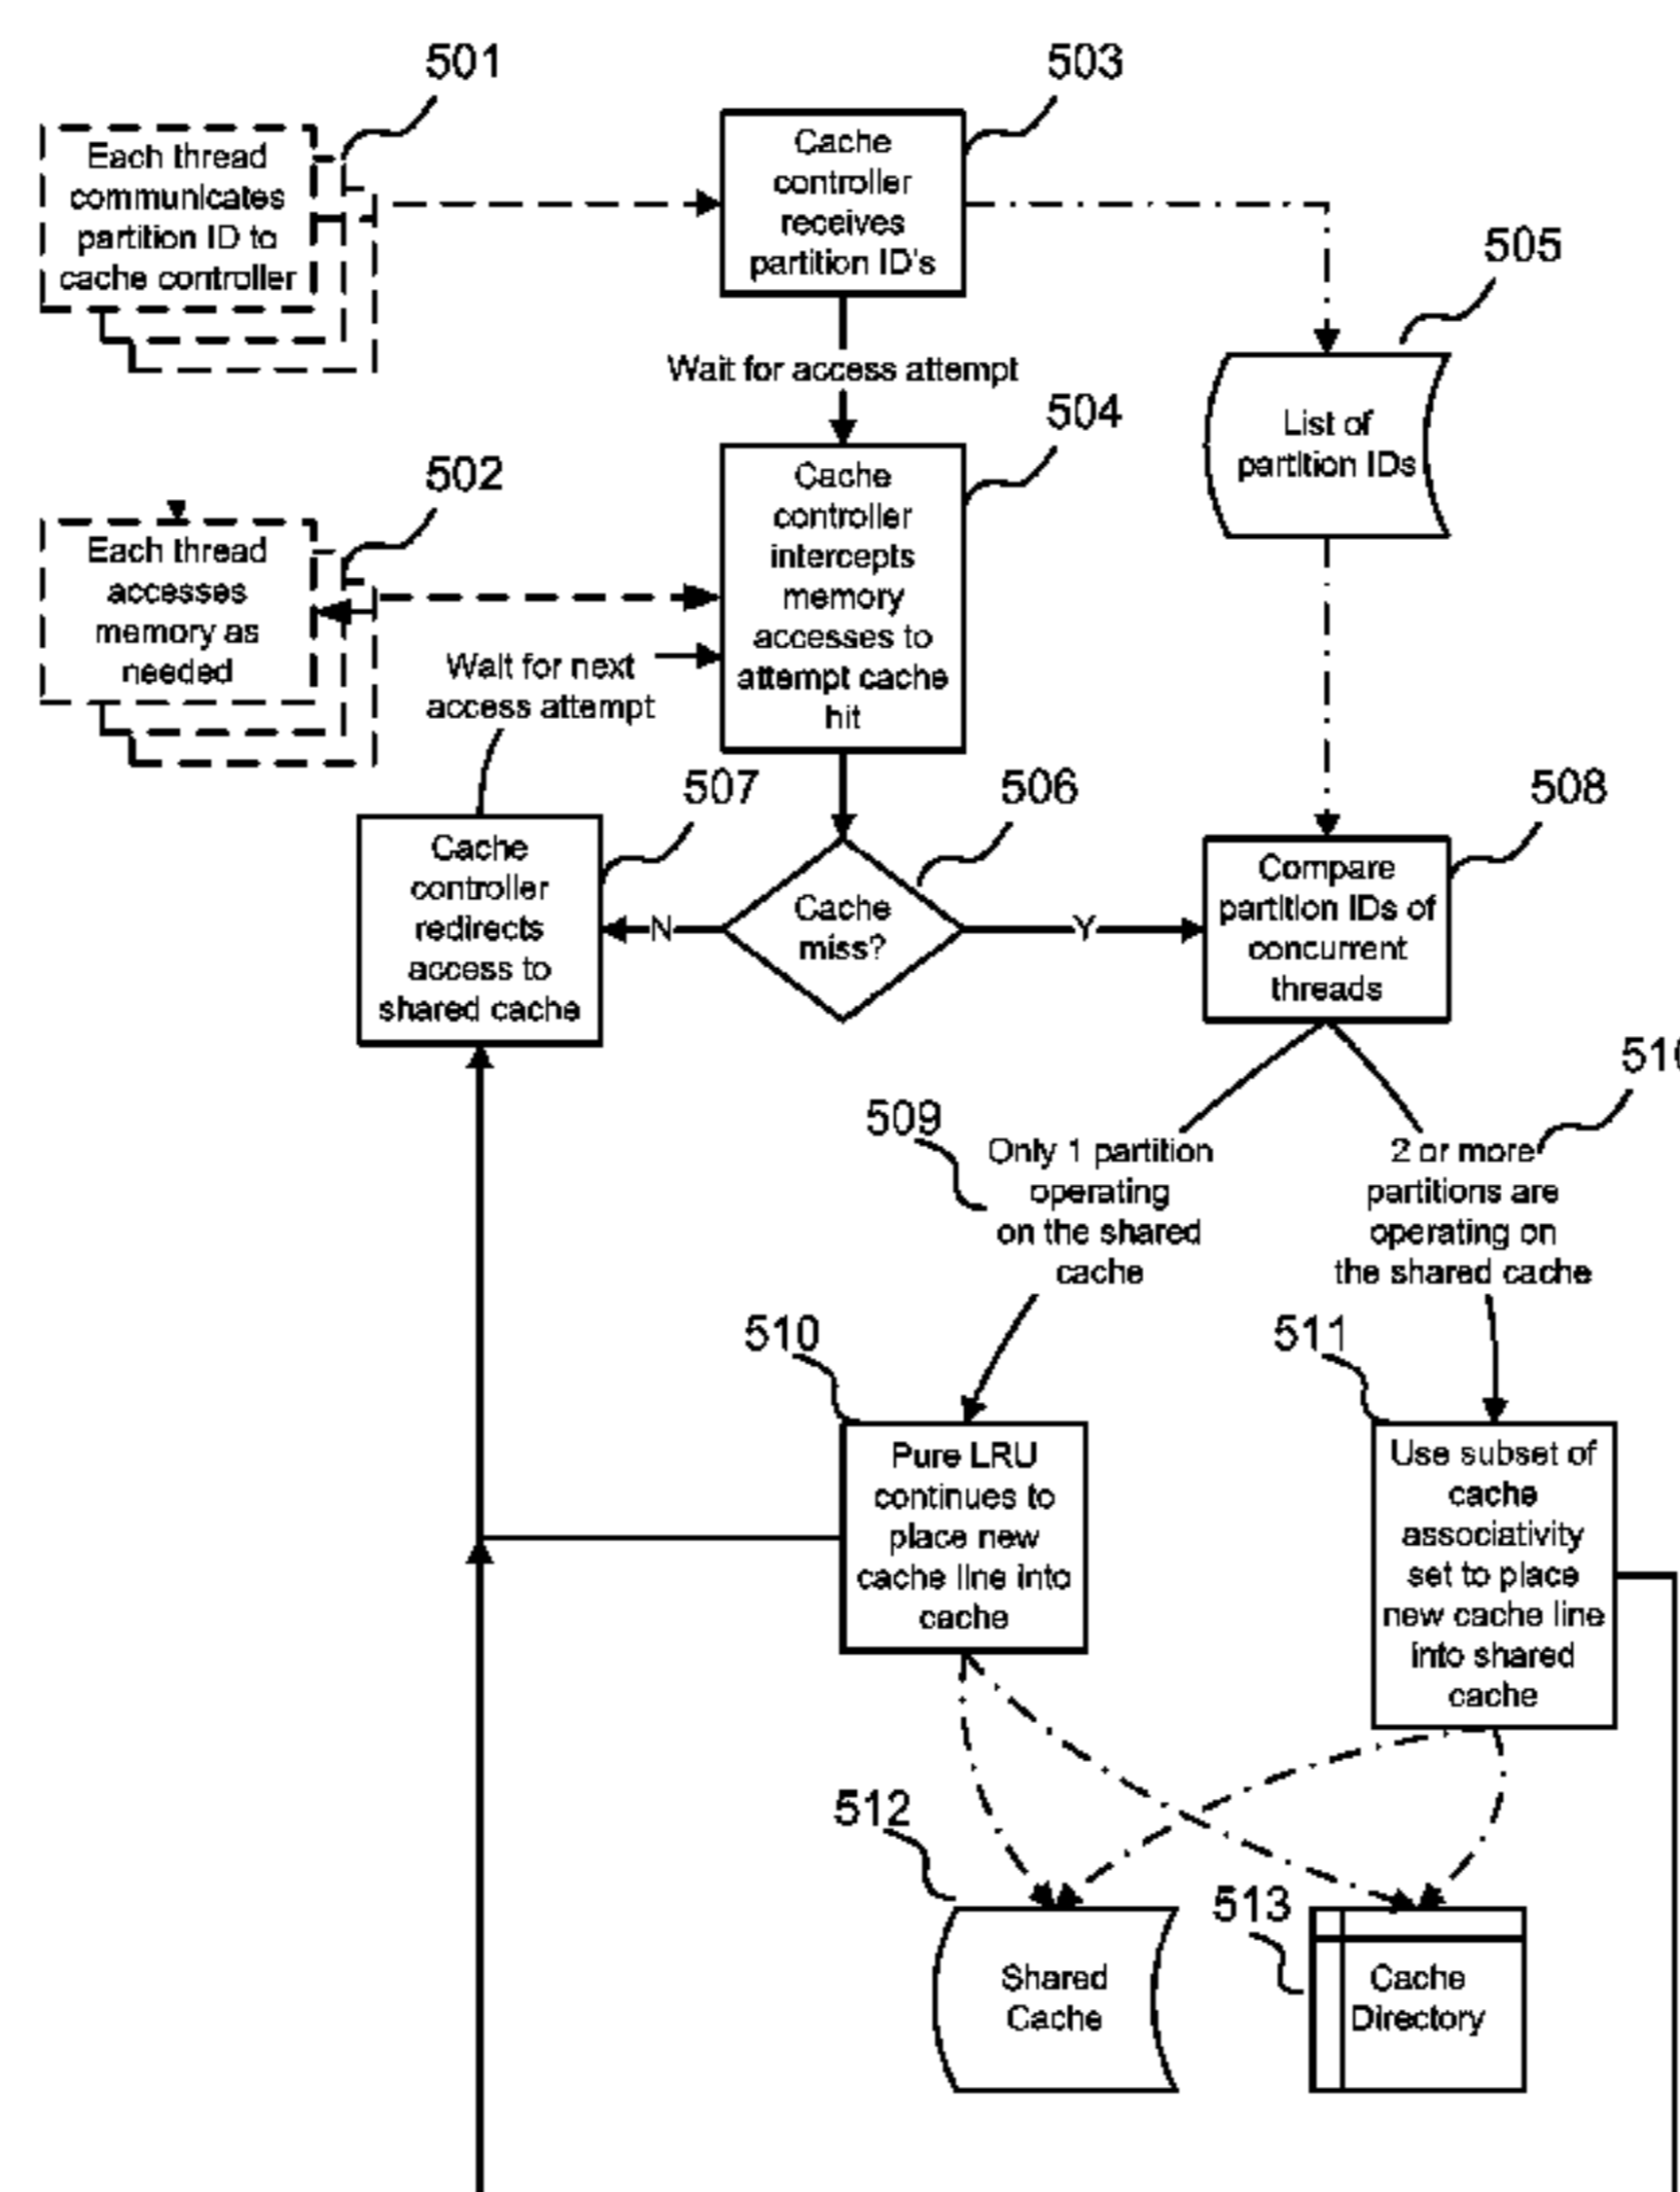 501
Each thread
communicates
partition ID to
cache controller
503
Cache
controller
receives
partition ID's
505
List of
partition IDs
Wait for access attempt
504
Cache
controller
intercepts
memory
accesses to
attempt cache
hit
502
Each thread
accesses
memory as
needed
Wait for next
access attempt
507
Cache
controller
redirects
access to
shared cache
506
Cache
miss?
N
Y
508
Compare
partition IDs of
concurrent
threads
509
Only 1 partition
operating
on the shared
cache
2 or more
partitions are
operating on
the shared cache
510
Pure LRU
continues to
place new
cache line into
cache
511
Use subset of
cache
associativity
set to place
new cache line
into shared
cache
512
Shared
Cache
513
Cache
Directory